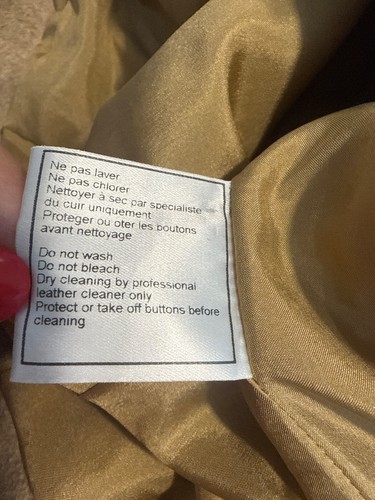 Ne pas laver
Ne pas chlorer
Nettoyer à sec par specialiste
du cuir uniquement
Proteger ou oter les boutons
avant nettoyage
Do not wash
Do not bleach
Dry cleaning by professional
leather cleaner only
Protect or take off buttons before
cleaning